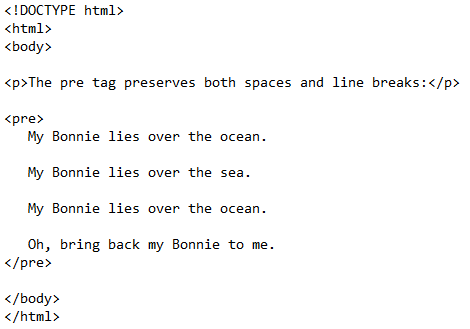 <!DOCTYPE html>
<html>
<body>

<p>The pre tag preserves both spaces and line breaks:</p>

<pre>
   My Bonnie lies over the ocean.

   My Bonnie lies over the sea.

   My Bonnie lies over the ocean.

   Oh, bring back my Bonnie to me.
</pre>

</body>
</html>